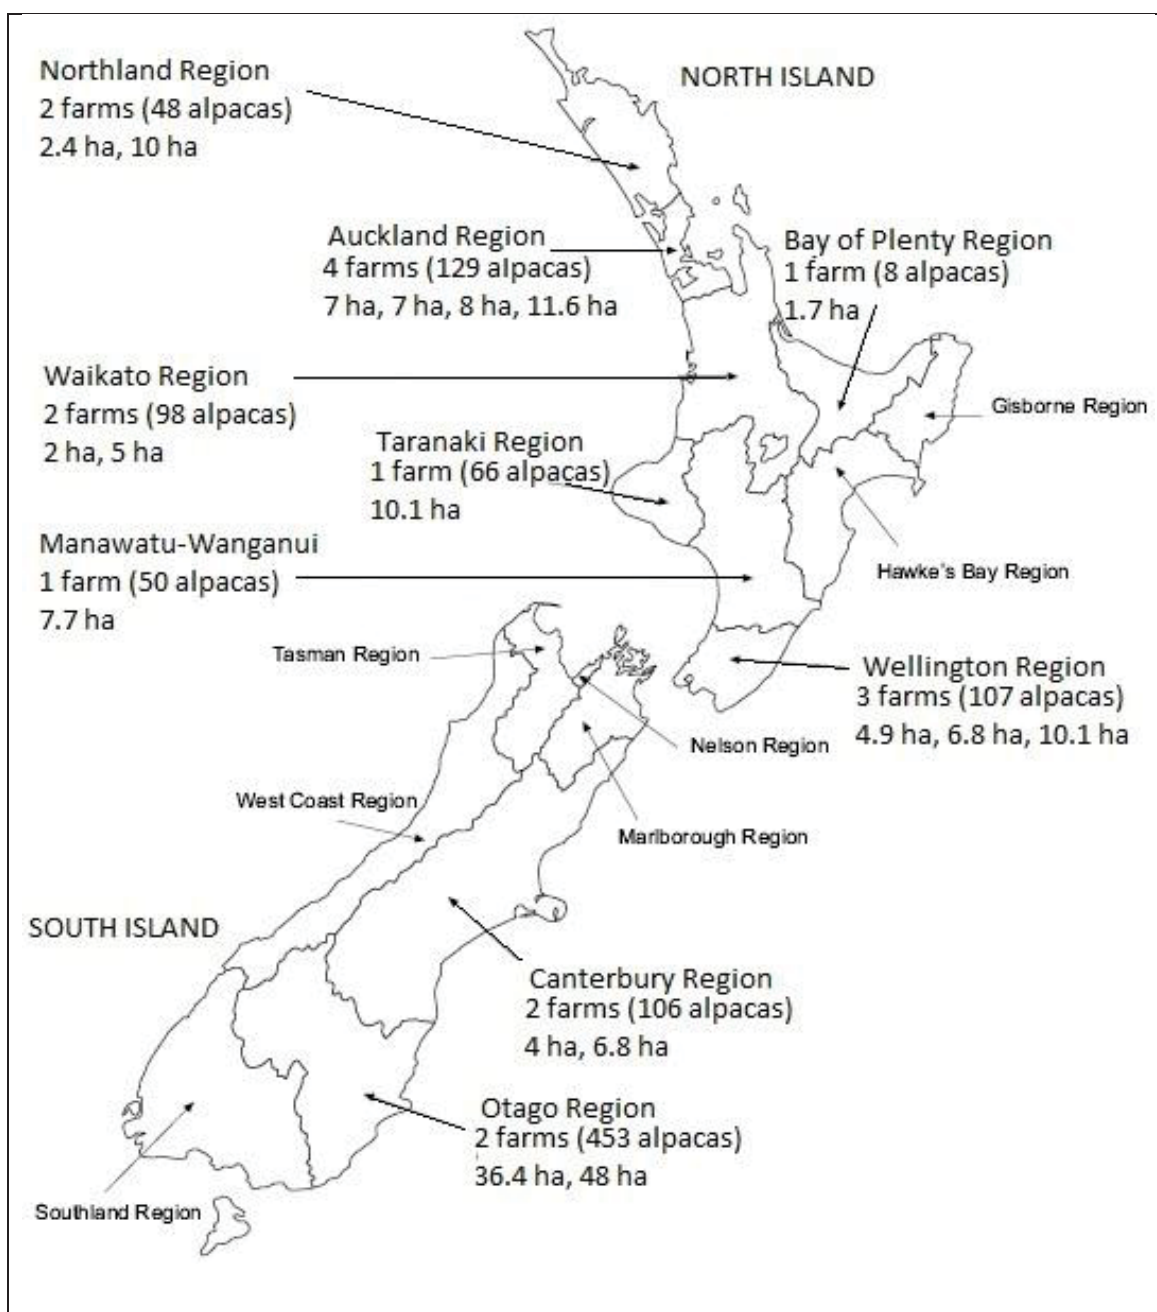 Northland Region
2 farms (48 alpacas)
2.4 ha, 10 ha
NORTH ISLAND
Auckland Region
4 farms (129 alpacas)
7 ha, 7 ha, 8 ha, 11.6 ha
Bay of Plenty Region
1 farm (8 alpacas)
1.7 ha
Waikato Region
2 farms (98 alpacas)
2 ha, 5 ha
Gisborne Region
Taranaki Region
1 farm (66 alpacas)
10.1 ha
Manawatu-Wanganui
1 farm (50 alpacas)
7.7 ha
Hawke's Bay Region
Tasman Region
Wellington Region
3 farms (107 alpacas)
4.9 ha, 6.8 ha, 10.1 ha
Nelson Region
West Coast Region
Marlborough Region
SOUTH ISLAND
Canterbury Region
2 farms (106 alpacas)
4 ha, 6.8 ha
Otago Region
2 farms (453 alpacas)
36.4 ha, 48 ha
Southland Region